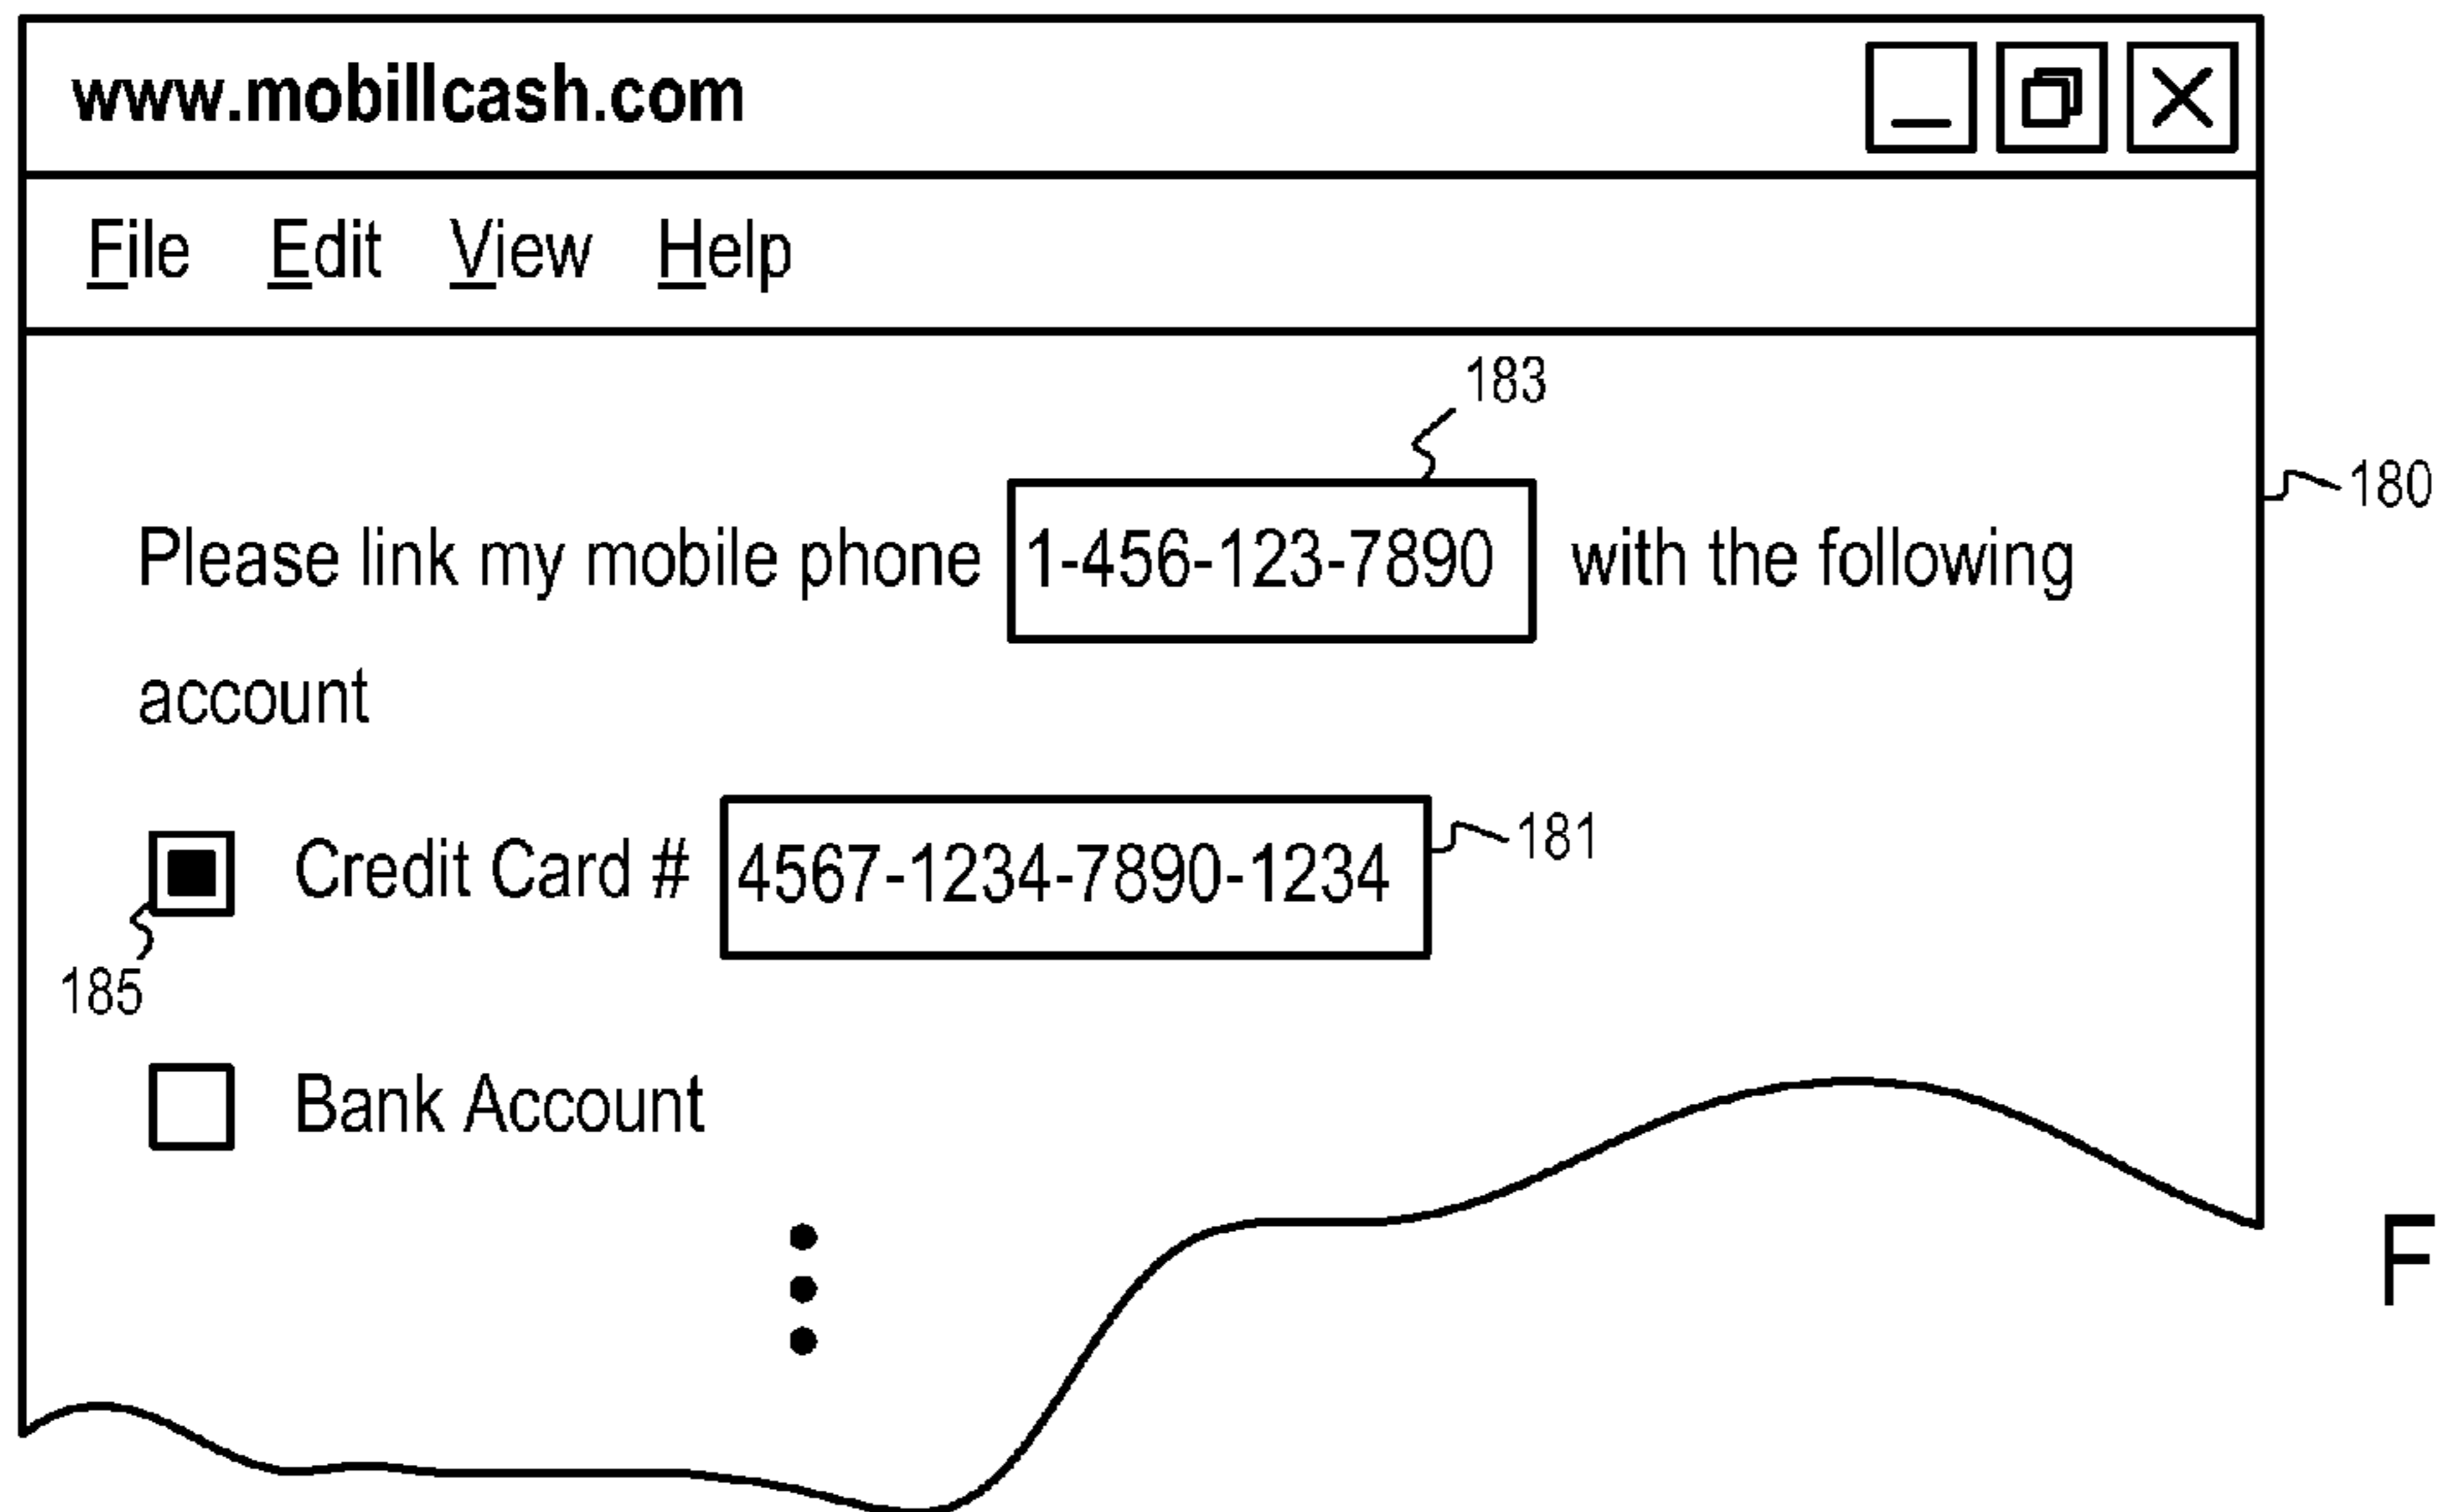 www.mobillcash.com
File Edit View Help
183
180
Please link my mobile phone 1-456-123-7890 with the following
account
Credit Card # 4567-1234-7890-1234 181
185
Bank Account
F